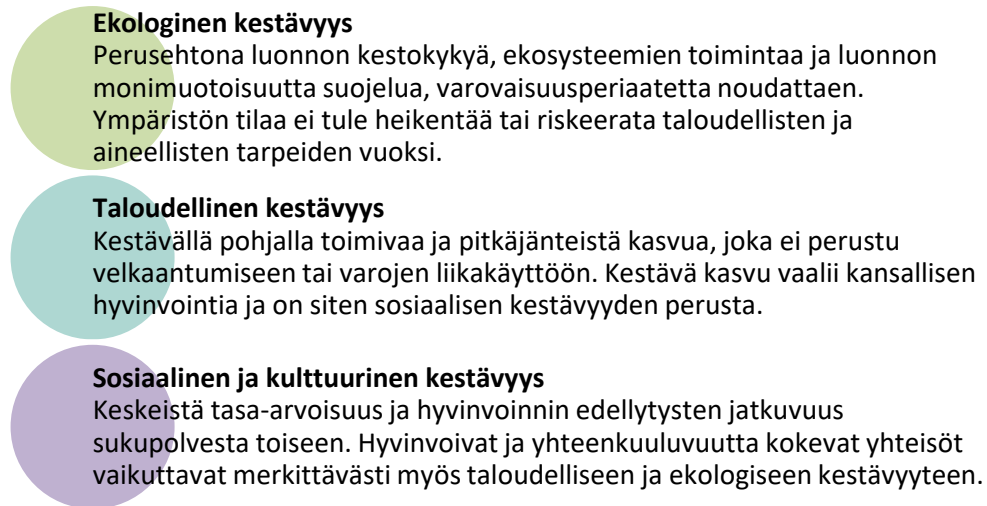 Ekologinen kestävyys
Perusehtona luonnon kestokykyä, ekosysteemien toimintaa ja luonnon
monimuotoisuutta suojelua, varovaisuusperiaatetta noudattaen.
Ympäristön tilaa ei tule heikentää tai riskeerata taloudellisten ja
aineellisten tarpeiden vuoksi.
Taloudellinen kestävyys
Kestävällä pohjalla toimivaa ja pitkäjänteistä kasvua, joka ei perustu
velkaantumiseen tai varojen liikakäyttöön. Kestävä kasvu vaalii kansallisen
hyvinvointia ja on siten sosiaalisen kestävyyden perusta.
Sosiaalinen ja kulttuurinen kestävyys
Keskeistä tasa-arvoisuus ja hyvinvoinnin edellytysten jatkuvuus
sukupolvesta toiseen. Hyvinvoivat ja yhteenkuuluvuutta kokevat yhteisöt
vaikuttavat merkittävästi myös taloudelliseen ja ekologiseen kestävyyteen.